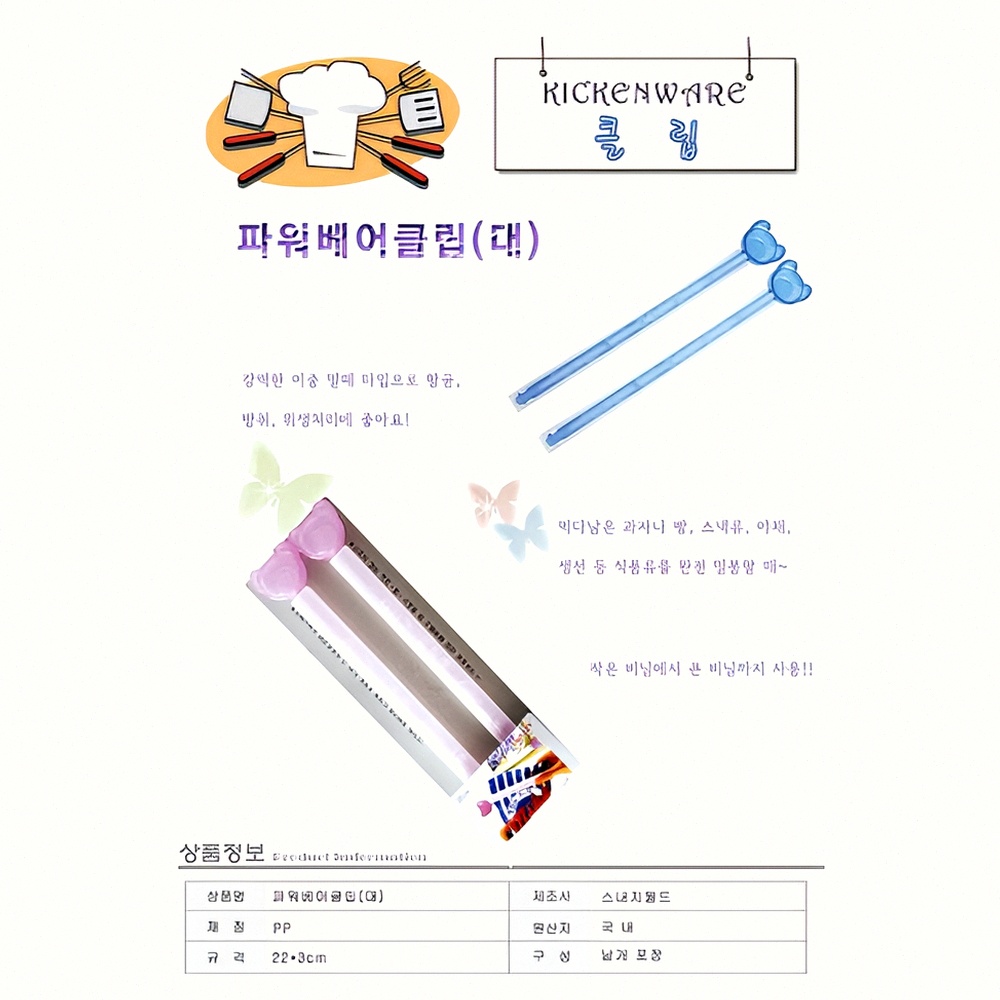 KICKENWARE
클 립
파워베어클립(대)
강력한 이중 밀폐 타입으로 항균,
방취, 위생처리에 좋아요!
먹다남은 과자나 빵, 스낵류, 야채,
생선 등 식품류를 완전 밀봉할 때~
작은 비닐에서 큰 비닐까지 사용!!
상품정보 Product Information
상품명 파워베어클립(대) 제조사
재 질 PP 원산지 국 내
규 격 22*3cm 구 성 낱개 포장